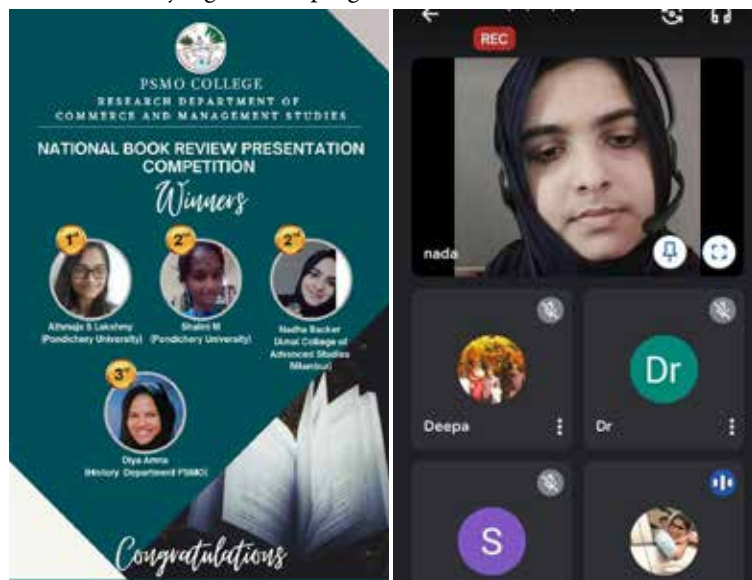 PSMO COLLEGE
RESEARCH DEPARTMENT OF
COMMERCE AND MANAGEMENT STUDIES
NATIONAL BOOK REVIEW PRESENTATION
COMPETITION
Winners
1st
2nd
2nd
Athmaja S Lakshmy
(Pondichery University)
Shalini M
(Pondichery University)
Nadha Backer
(Amal College of
Advanced Studies
Nilambur)
3rd
Diya Amna
(History Department PSMO)
Congratulations
REC
nada
Deepa
Dr
Dr
S